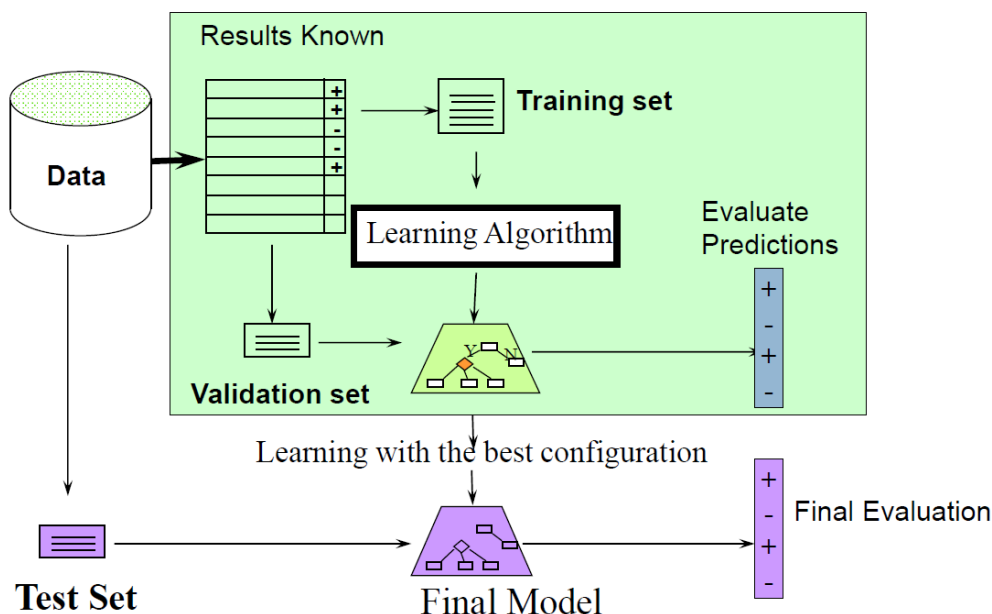 Results Known
+
+
-
-
+
Training set
Data
Learning Algorithm
Evaluate
Predictions
+
-
+
-
Y
N
Validation set
Learning with the best configuration
+
-
+
-
Final Evaluation
Test Set
Final Model